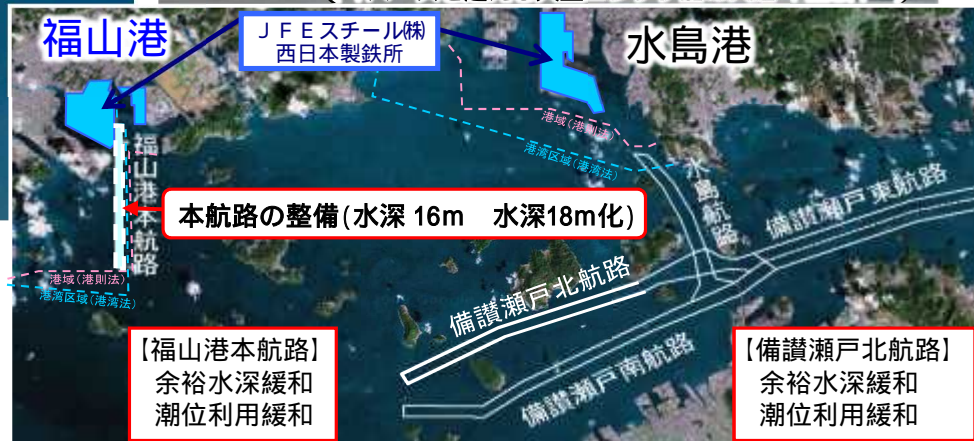 福山港
JFEスチール㈱
西日本製鉄所
水島港
港域(港則法)
港湾区域(港湾法)
福山港本航路
水島航路
備讃瀬戸東航路
本航路の整備(水深16m 水深18m化)
備讃瀬戸北航路
港域(港則法)
港湾区域(港湾法)
備讃瀬戸南航路
【福山港本航路】
余裕水深緩和
潮位利用緩和
【備讃瀬戸北航路】
余裕水深緩和
潮位利用緩和